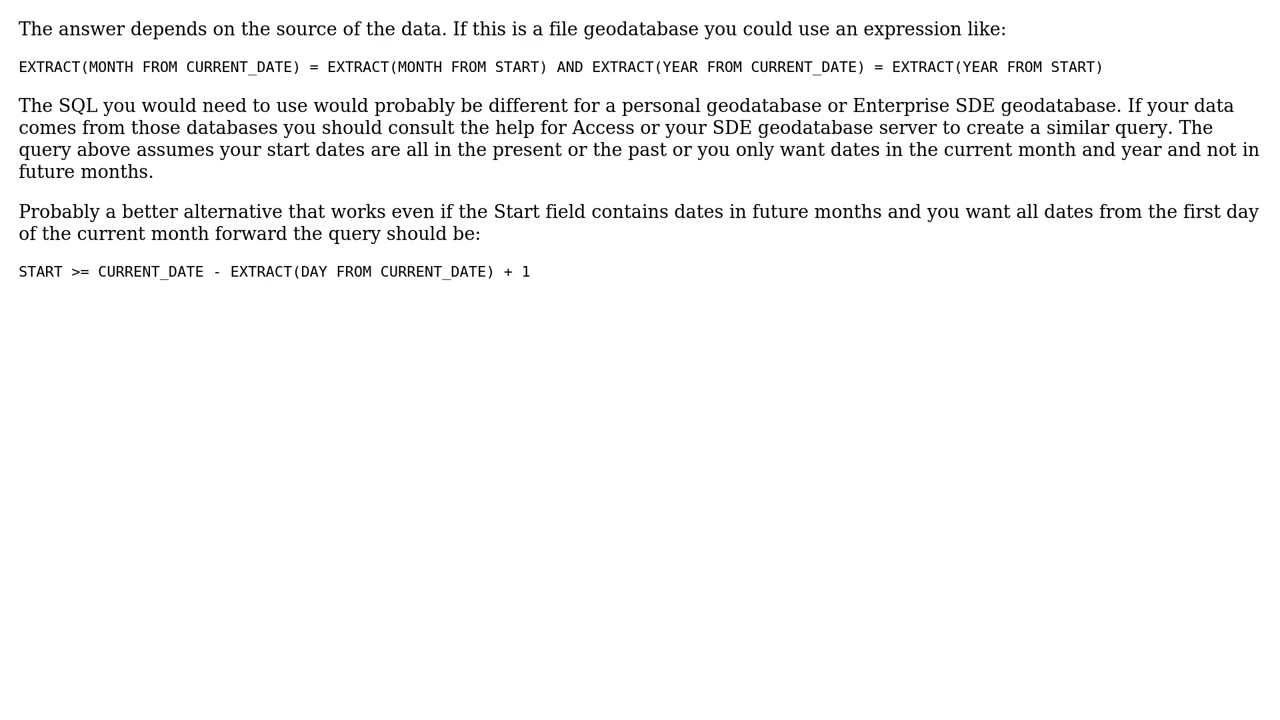 The answer depends on the source of the data. If this is a file geodatabase you could use an expression like:
EXTRACT(MONTH FROM CURRENT_DATE) = EXTRACT(MONTH FROM START) AND EXTRACT(YEAR FROM CURRENT_DATE) = EXTRACT(YEAR FROM START)
The SQL you would need to use would probably be different for a personal geodatabase or Enterprise SDE geodatabase. If your data
comes from those databases you should consult the help for Access or your SDE geodatabase server to create a similar query. The
query above assumes your start dates are all in the present or the past or you only want dates in the current month and year and not in
future months.
Probably a better alternative that works even if the Start field contains dates in future months and you want all dates from the first day
of the current month forward the query should be:
START >= CURRENT_DATE - EXTRACT(DAY FROM CURRENT_DATE) + 1